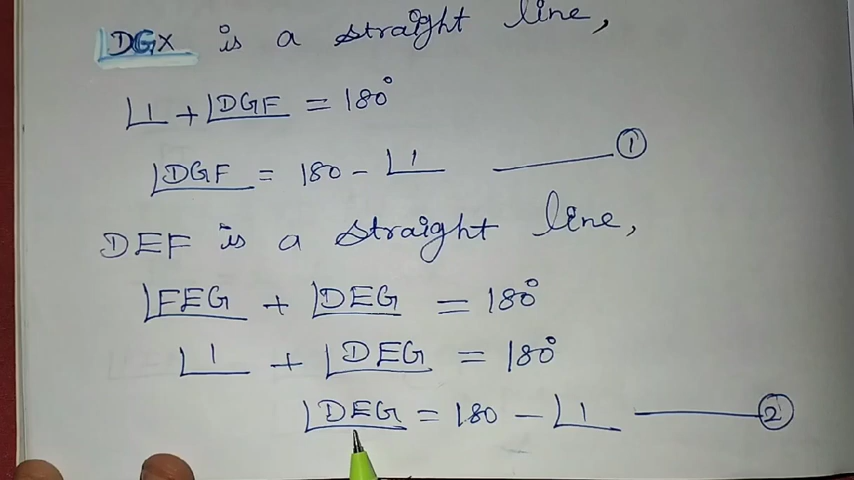 ∠DGX is a straight line,
∠1 + ∠DGF = 180°
∠DGF = 180 - ∠1 ——— ①
DEF is a straight line,
∠FEG + ∠DEG = 180°
∠1 + ∠DEG = 180°
∠DEG = 180 - ∠1 ——— ②